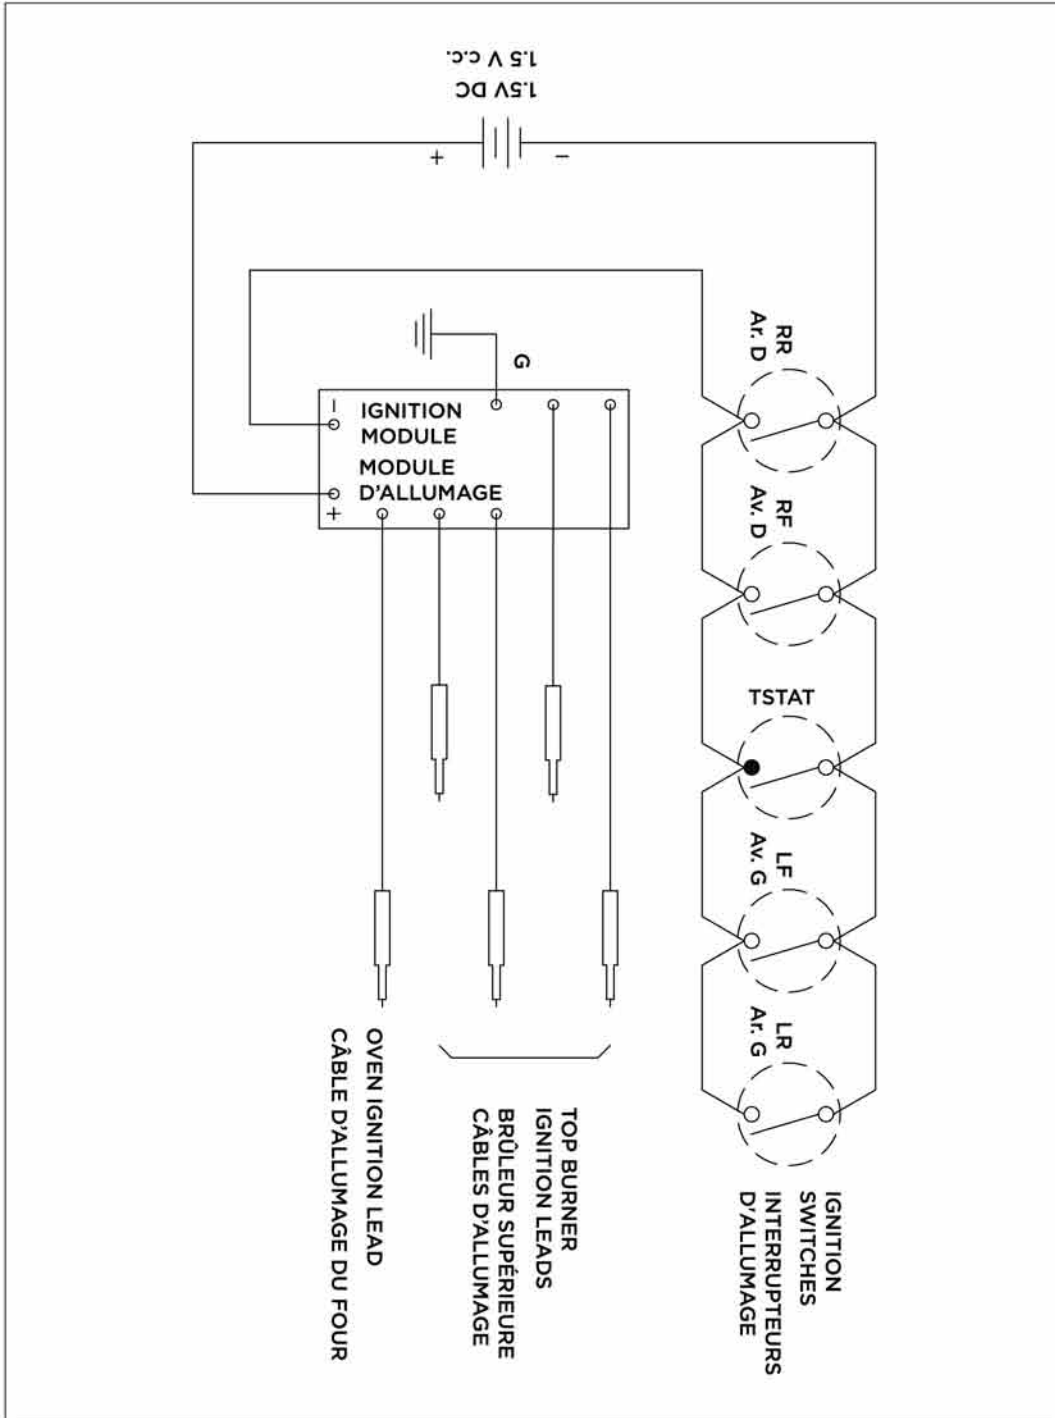 1.5V DC
1.5 V c.c.
+
−
RR
Ar. D
G
−
IGNITION
MODULE
MODULE
D'ALLUMAGE
+
RF
Av. D
TSTAT
LF
Av. G
LR
Ar. G
OVEN IGNITION LEAD
CÂBLE D'ALLUMAGE DU FOUR
TOP BURNER
IGNITION LEADS
BRÛLEUR SUPÉRIEURE
CÂBLES D'ALLUMAGE
IGNITION
SWITCHES
INTERRUPTEURS
D'ALLUMAGE